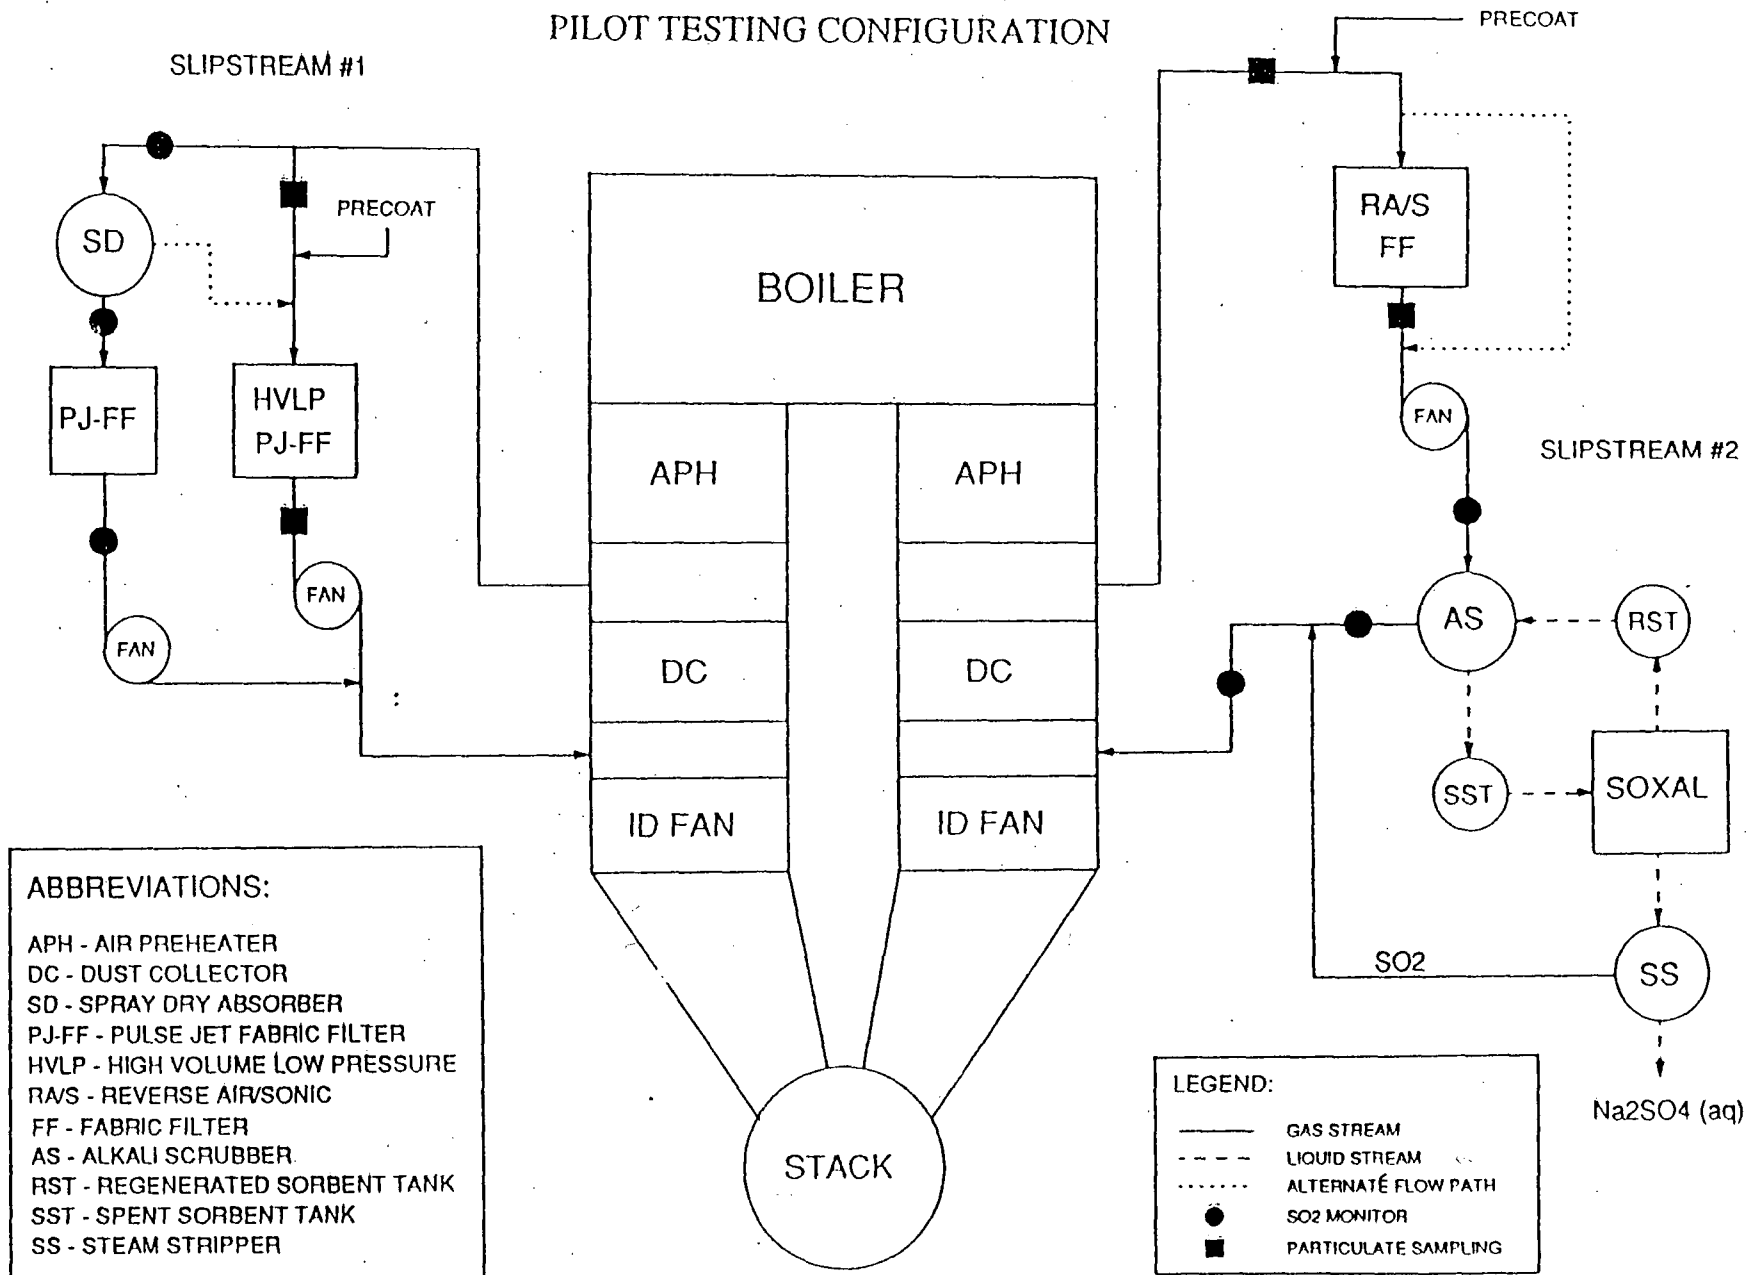 PILOT TESTING CONFIGURATION
PRECOAT
SLIPSTREAM #1
SD
PRECOAT
PJ-FF
HVLP
PJ-FF
FAN
FAN
BOILER
APH
APH
DC
DC
ID FAN
ID FAN
STACK
RA/S
FF
FAN
SLIPSTREAM #2
AS
RST
SST
SOXAL
SO2
SS
Na2SO4 (aq)
ABBREVIATIONS:
APH - AIR PREHEATER
DC - DUST COLLECTOR
SD - SPRAY DRY ABSORBER
PJ-FF - PULSE JET FABRIC FILTER
HVLP - HIGH VOLUME LOW PRESSURE
RA/S - REVERSE AIR/SONIC
FF - FABRIC FILTER
AS - ALKALI SCRUBBER
RST - REGENERATED SORBENT TANK
SST - SPENT SORBENT TANK
SS - STEAM STRIPPER
LEGEND:
GAS STREAM
LIQUID STREAM
ALTERNATE FLOW PATH
SO2 MONITOR
PARTICULATE SAMPLING